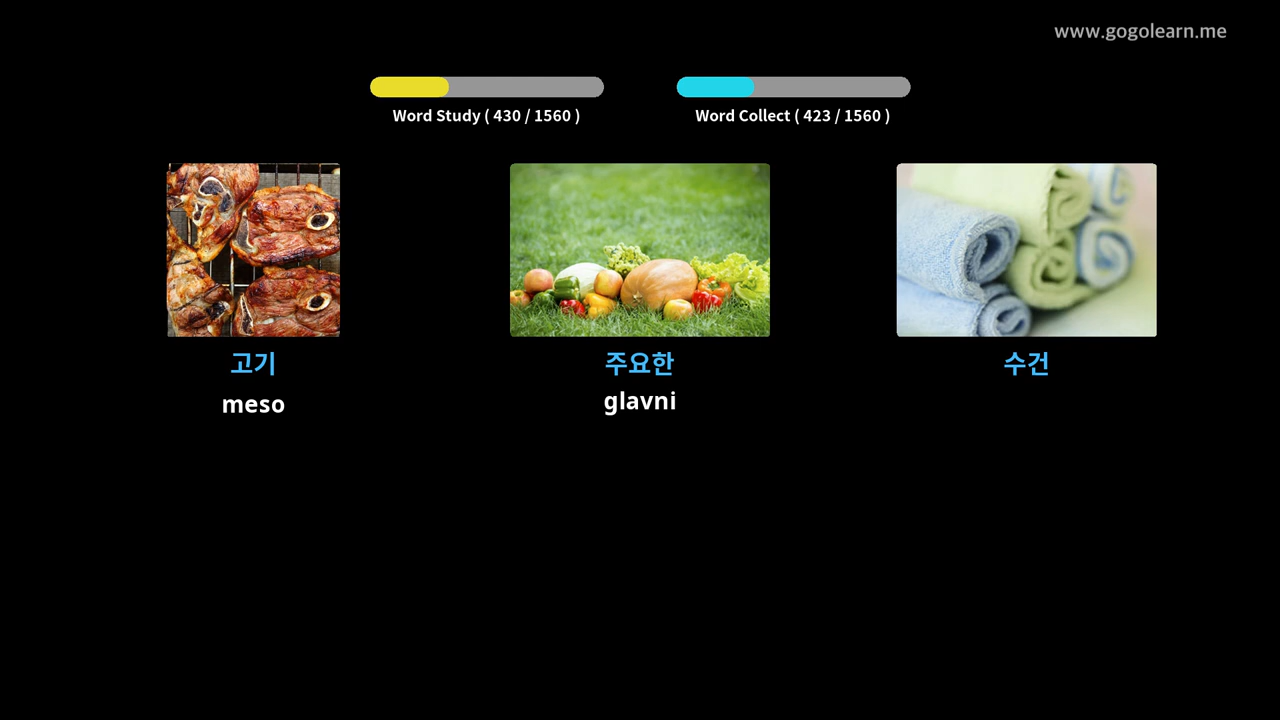 www.gogolearn.me
Word Study ( 430 / 1560 )
Word Collect ( 423 / 1560 )
고기
meso
주요한
glavni
수건